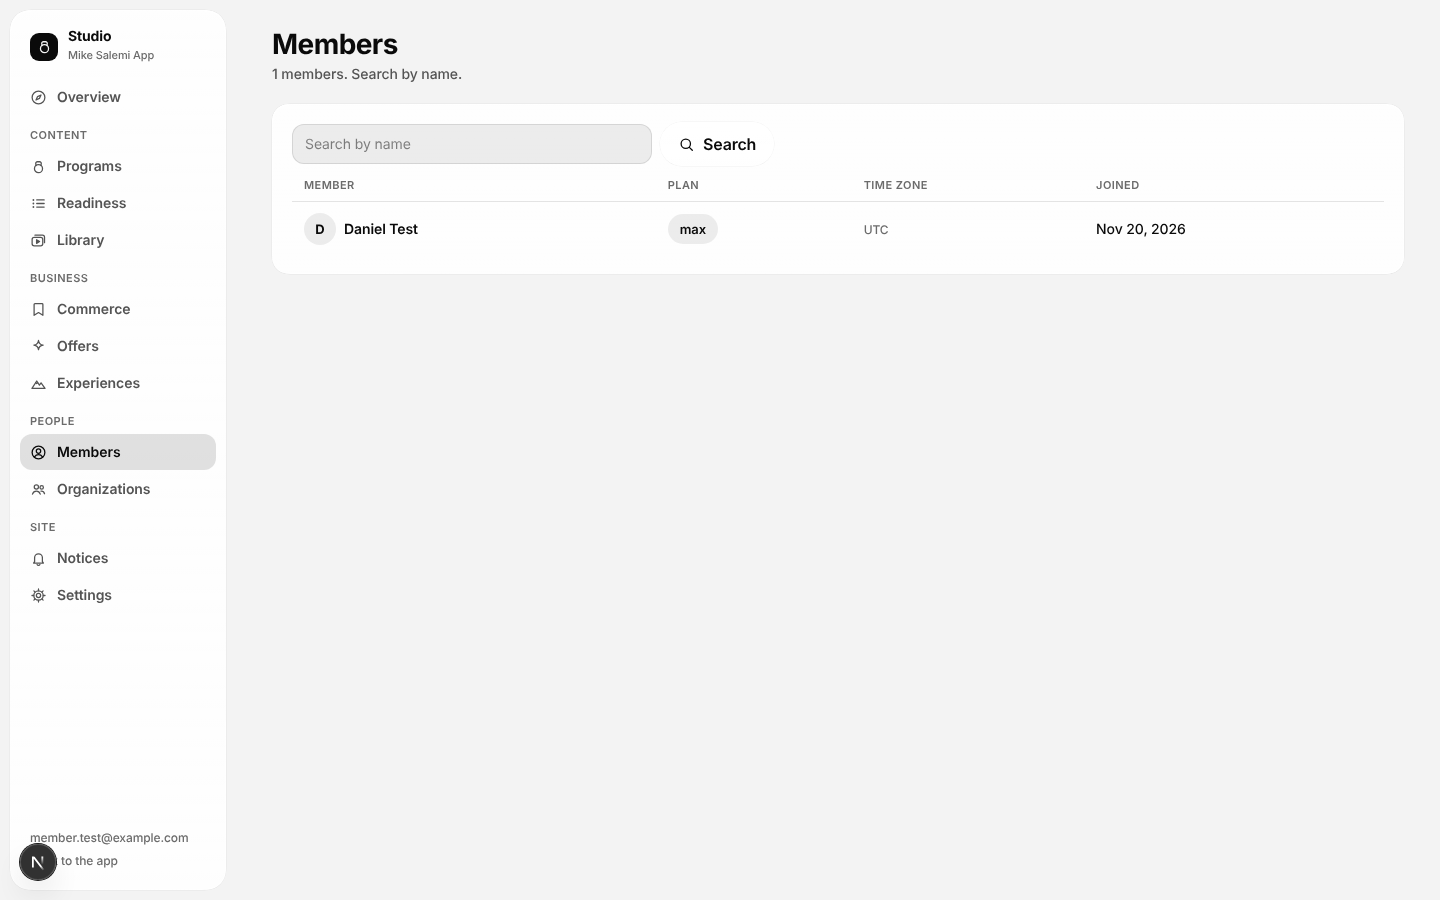 Studio
Mike Salemi App
Overview
CONTENT
Programs
Readiness
Library
BUSINESS
Commerce
Offers
Experiences
PEOPLE
Members
Organizations
SITE
Notices
Settings
member.test@example.com
to the app
N
Members
1 members. Search by name.
Search by name
Search
MEMBER PLAN TIME ZONE JOINED
D Daniel Test max UTC Nov 20, 2026